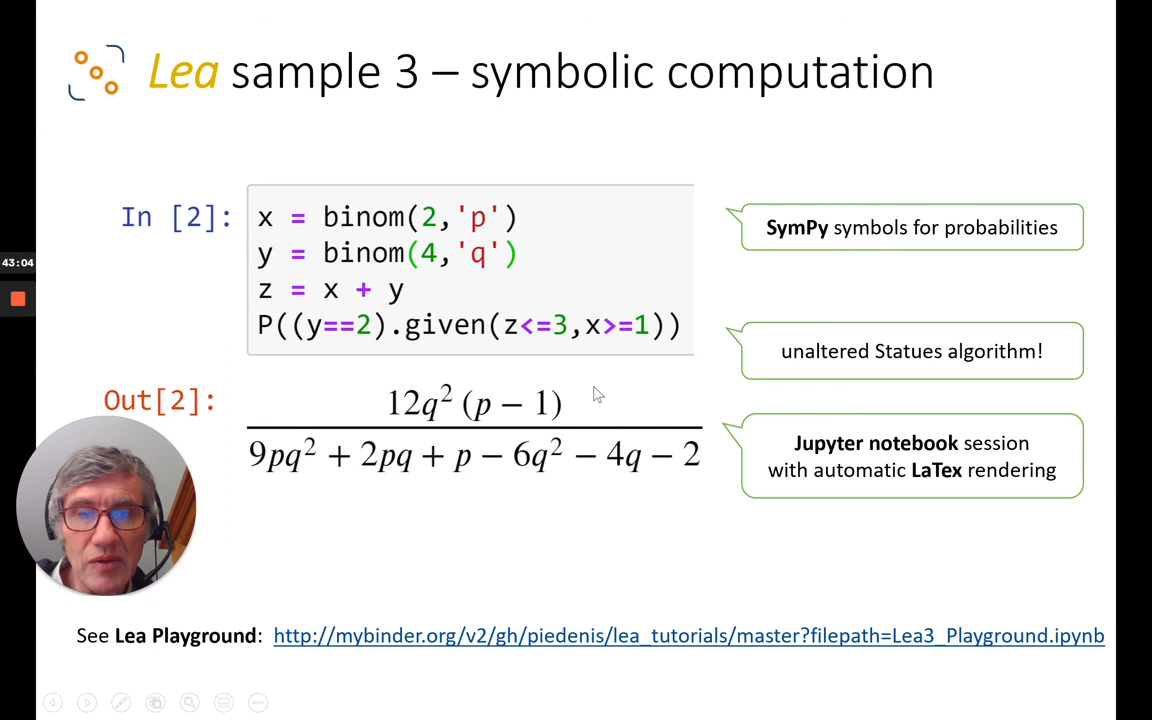 Lea sample 3 – symbolic computation
In [2]:
x = binom(2,'p')
y = binom(4,'q')
z = x + y
P((y==2).given(z<=3,x>=1))
SymPy symbols for probabilities
unaltered Statues algorithm!
Out[2]:
12q² (p − 1)
9pq² + 2pq + p − 6q² − 4q − 2
Jupyter notebook session
with automatic LaTex rendering
43:04
See Lea Playground: http://mybinder.org/v2/gh/piedenis/lea_tutorials/master?filepath=Lea3_Playground.ipynb